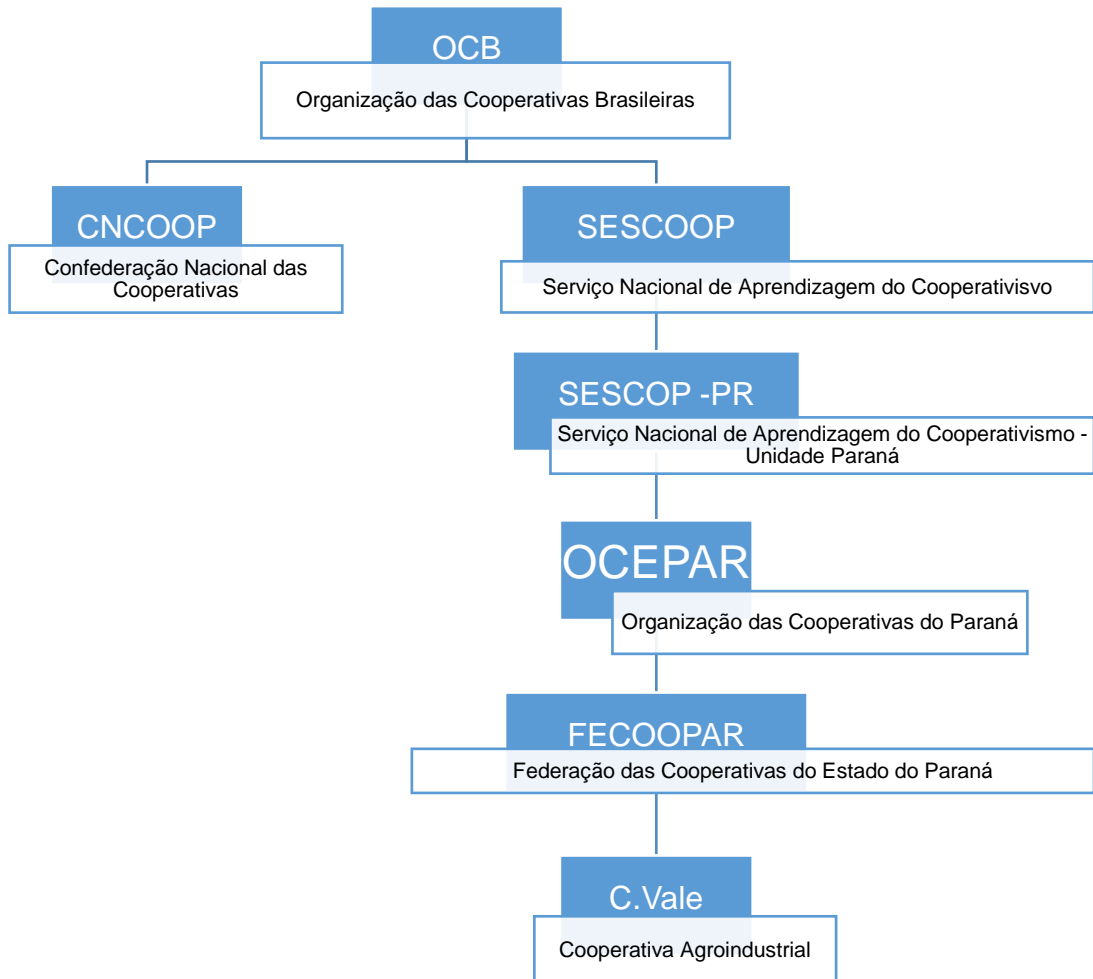 OCB
Organização das Cooperativas Brasileiras
CNCOOP
Confederação Nacional das
Cooperativas
SESCOOP
Serviço Nacional de Aprendizagem do Cooperativisvo
SESCOP -PR
Serviço Nacional de Aprendizagem do Cooperativismo -
Unidade Paraná
OCEPAR
Organização das Cooperativas do Paraná
FECOOPAR
Federação das Cooperativas do Estado do Paraná
C.Vale
Cooperativa Agroindustrial